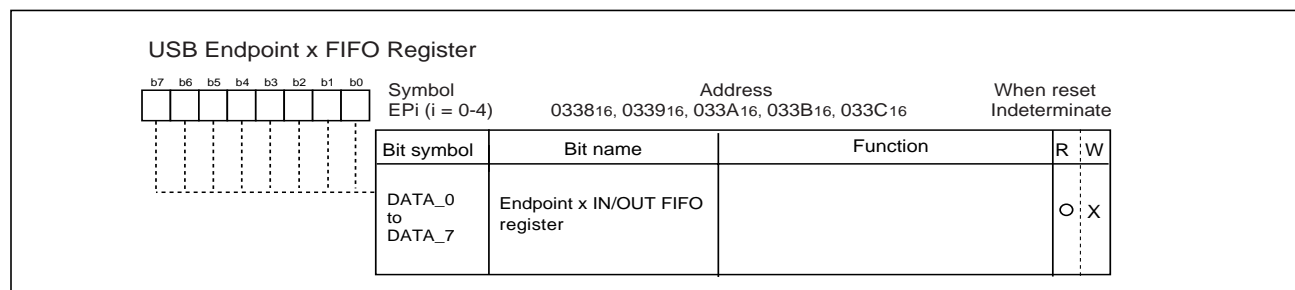 USB Endpoint x FIFO Register
b7 b6 b5 b4 b3 b2 b1 b0
Symbol Address When reset
EPi (i = 0-4) 033816, 033916, 033A16, 033B16, 033C16 Indeterminate
Bit symbol Bit name Function R W
DATA_0
to
DATA_7
Endpoint x IN/OUT FIFO
register
O X